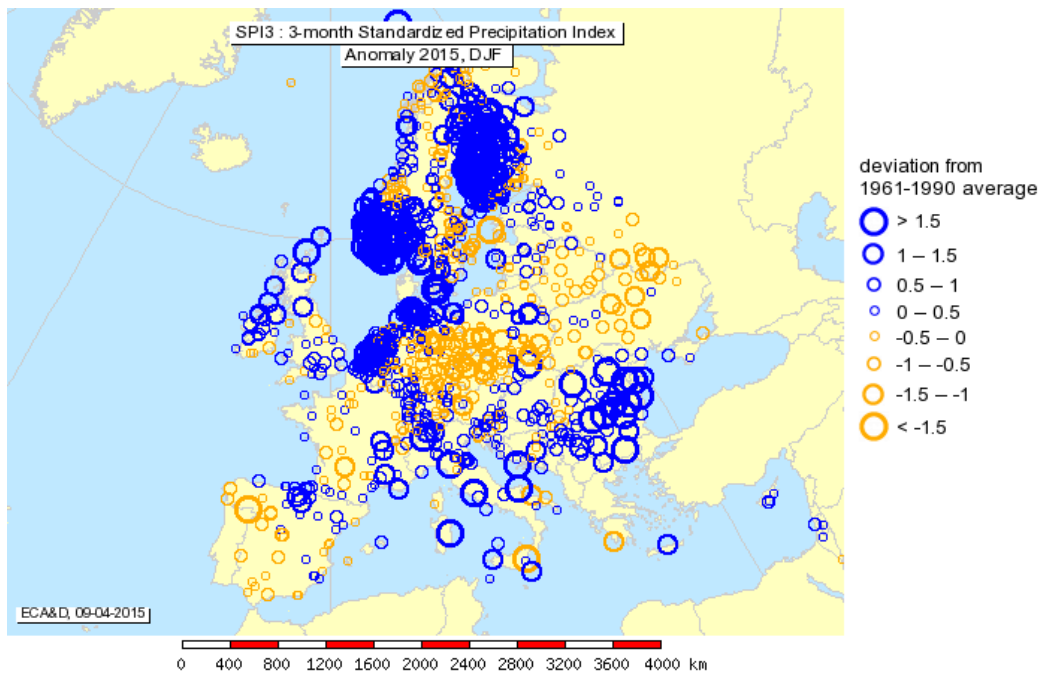 SPI3 : 3-month Standardized Precipitation Index
Anomaly 2015, DJF
deviation from
1961-1990 average
> 1.5
1 – 1.5
0.5 – 1
0 – 0.5
-0.5 – 0
-1 – -0.5
-1.5 – -1
< -1.5
ECA&D, 09-04-2015
0 400 800 1200 1600 2000 2400 2800 3200 3600 4000 km